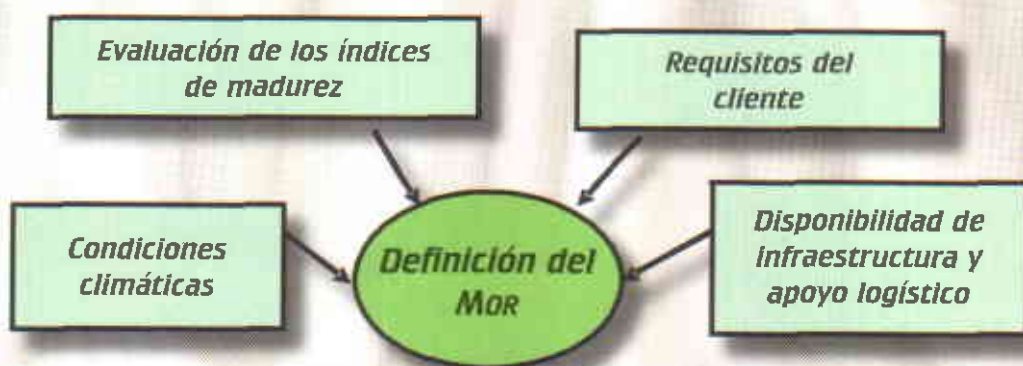 Evaluación de los índices
de madurez
Requisitos del
cliente
Condiciones
climáticas
Definición del
MOR
Disponibilidad de
infraestructura y
apoyo logístico